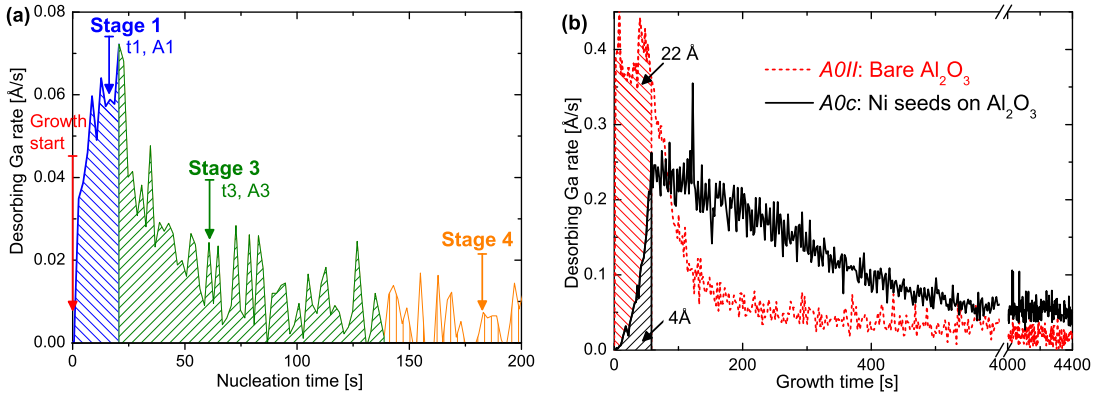 (a)
Desorbing Ga rate [Å/s]
0.08
0.06
0.04
0.02
0.00
Stage 1
t1, A1
Growth
start
Stage 3
t3, A3
Stage 4
0
50
100
150
200
Nucleation time [s]
(b)
Desorbing Ga rate [Å/s]
0.4
0.3
0.2
0.1
0.0
22 Å
4Å
A0II: Bare Al₂O₃
A0c: Ni seeds on Al₂O₃
0
200
400
4000
4400
Growth time [s]